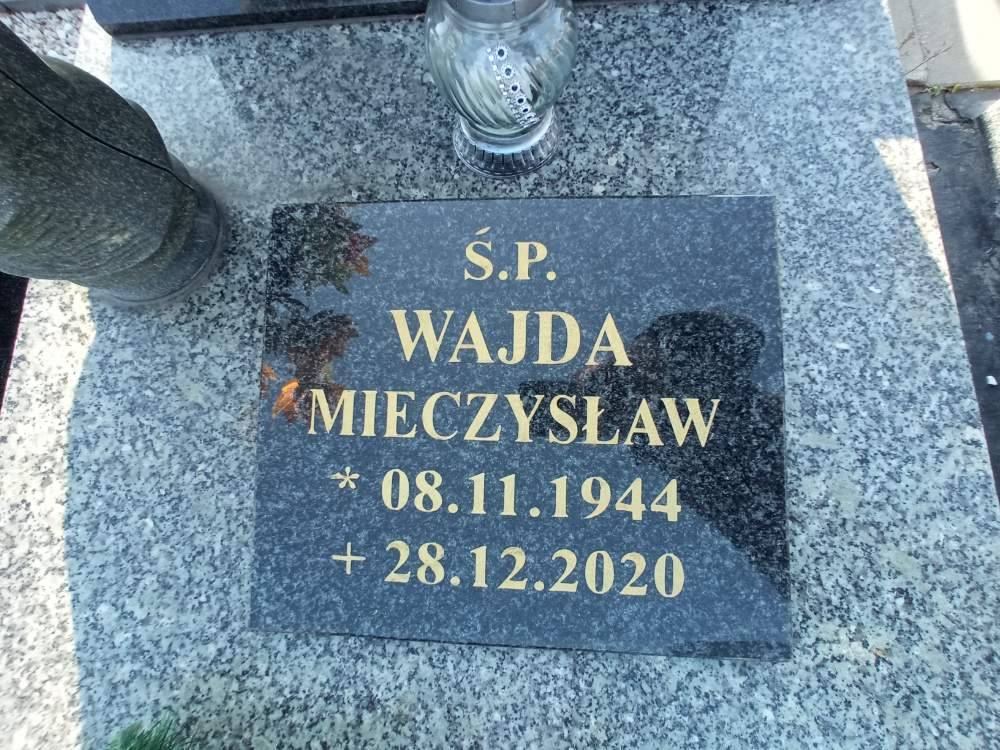 Ś.P.
WAJDA
MIECZYSŁAW
* 08.11.1944
+ 28.12.2020